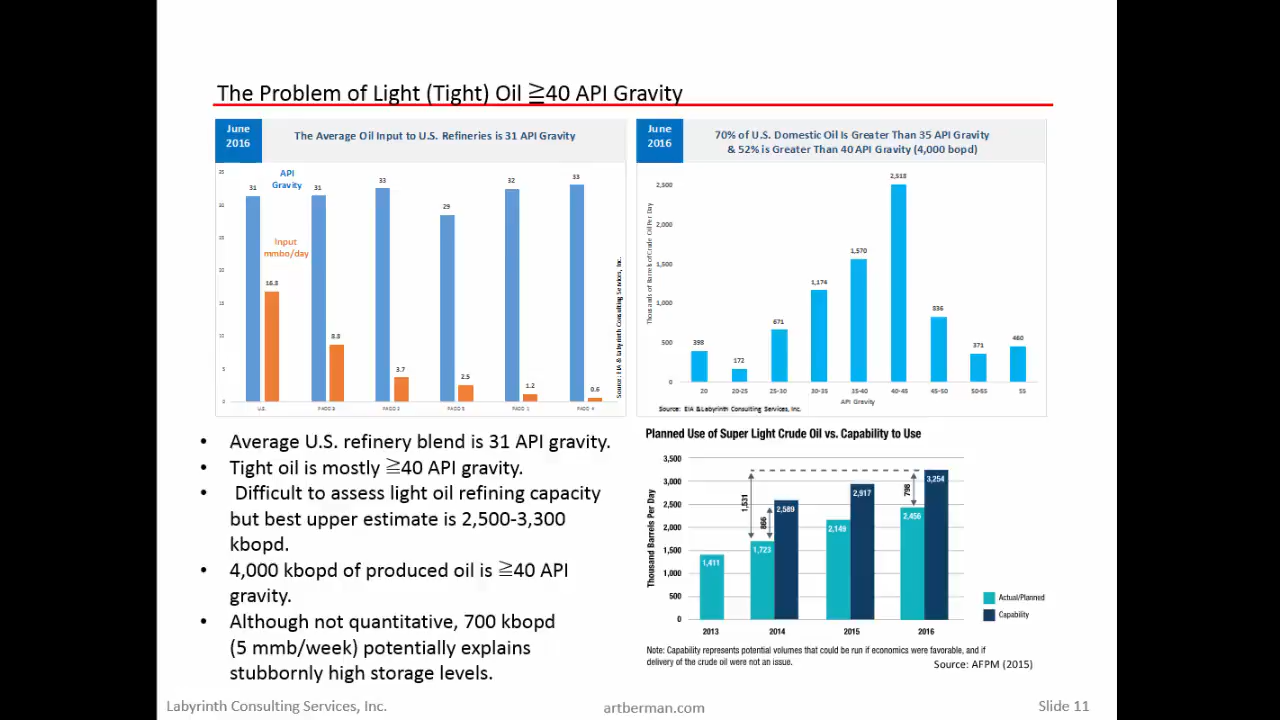 The Problem of Light (Tight) Oil ≧40 API Gravity
June
2016
The Average Oil Input to U.S. Refineries is 31 API Gravity
API
Gravity
Input
mmbo/day
35
30
25
20
15
10
5
0
31
31
33
29
32
33
16.8
8.8
3.7
2.5
1.2
0.6
U.S.
PADD 3
PADD 2
PADD 5
PADD 1
PADD 4
Source: EIA & Labyrinth Consulting Services, Inc.
June
2016
70% of U.S. Domestic Oil Is Greater Than 35 API Gravity
& 52% is Greater Than 40 API Gravity (4,000 bopd)
Thousands of Barrels of Crude Oil Per Day
2,500
2,000
1,500
1,000
500
0
398
172
671
1,174
1,570
2,518
836
371
460
20
20-25
25-30
30-35
35-40
40-45
45-50
50-55
55
API Gravity
Source: EIA & Labyrinth Consulting Services, Inc.
• Average U.S. refinery blend is 31 API gravity.
• Tight oil is mostly ≧40 API gravity.
• Difficult to assess light oil refining capacity
but best upper estimate is 2,500-3,300
kbopd.
• 4,000 kbopd of produced oil is ≧40 API
gravity.
• Although not quantitative, 700 kbopd
(5 mmb/week) potentially explains
stubbornly high storage levels.
Planned Use of Super Light Crude Oil vs. Capability to Use
Thousand Barrels Per Day
3,500
3,000
2,500
2,000
1,500
1,000
500
0
1,411
1,723
2,589
2,149
2,917
2,456
3,254
1,531
866
798
2013
2014
2015
2016
Actual/Planned
Capability
Note: Capability represents potential volumes that could be run if economics were favorable, and if
delivery of the crude oil were not an issue.
Source: AFPM (2015)
Labyrinth Consulting Services, Inc.
artberman.com
Slide 11